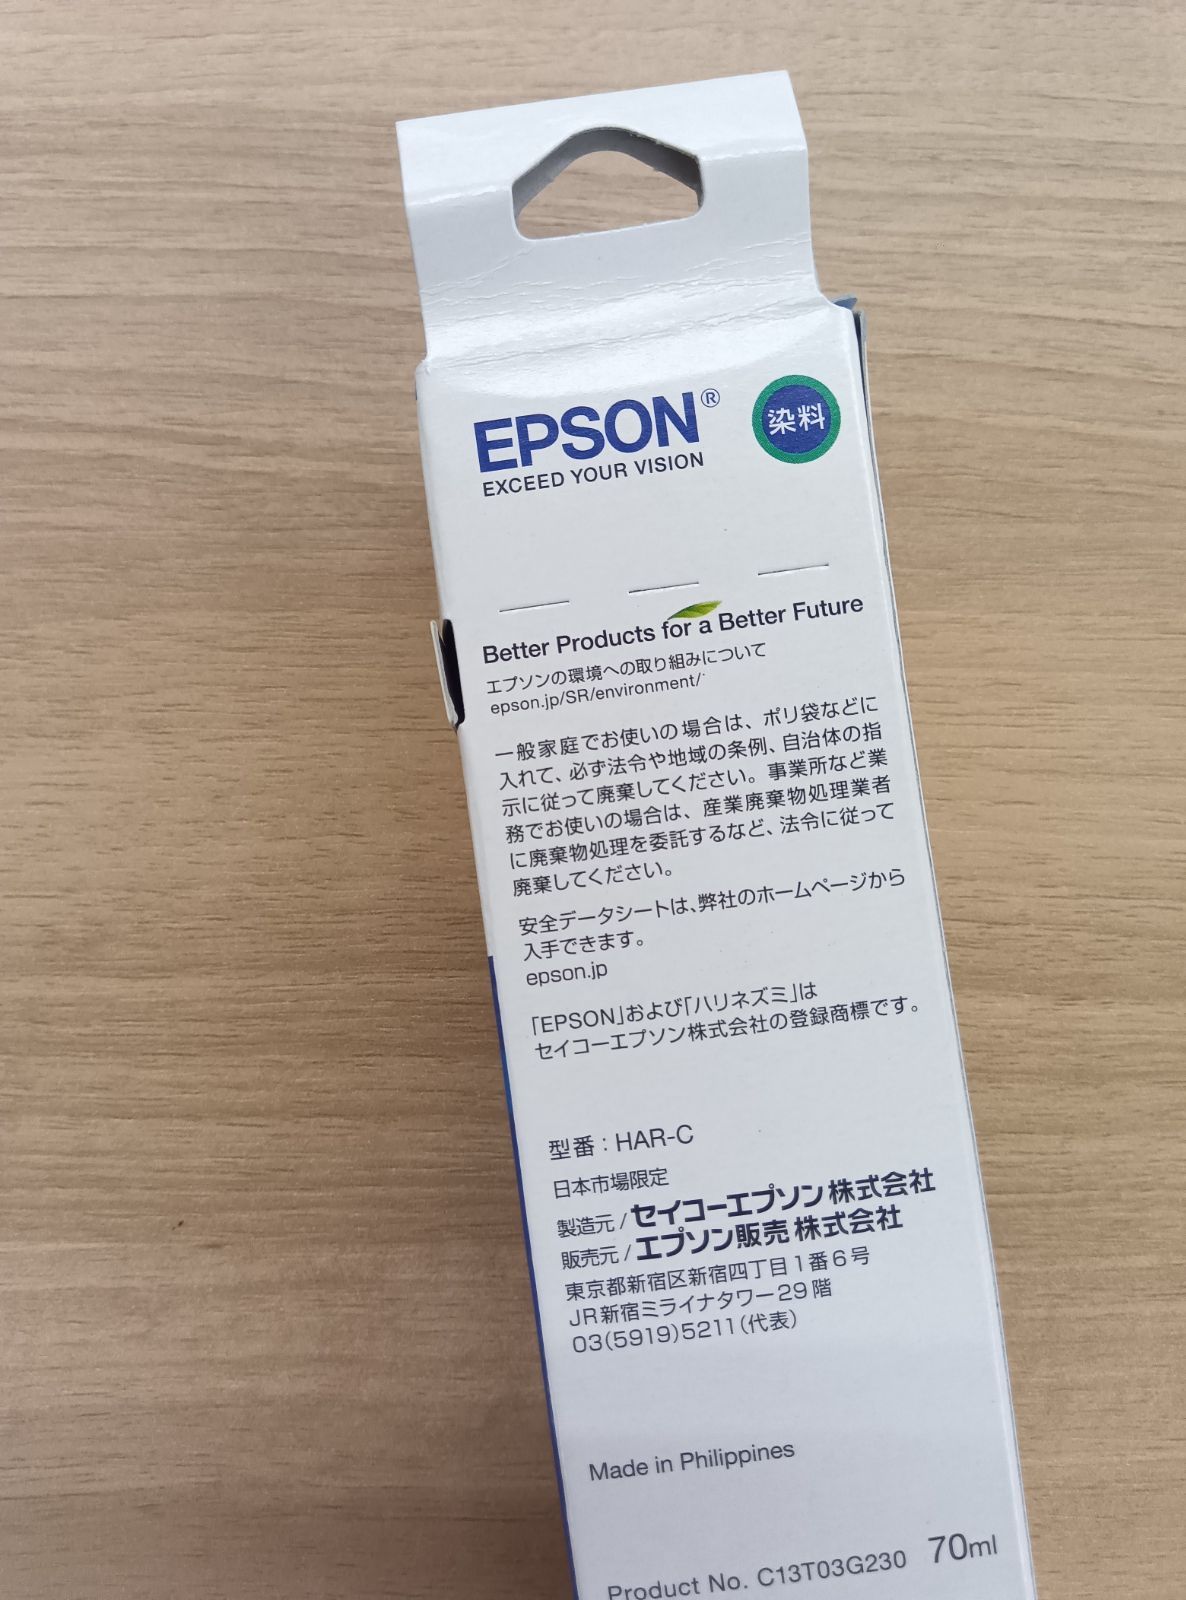 EPSON®
EXCEED YOUR VISION
染料
Better Products for a Better Future
エプソンの環境への取り組みについて
epson.jp/SR/environment/
一般家庭でお使いの場合は、ポリ袋などに
入れて、必ず法令や地域の条例、自治体の指
示に従って廃棄してください。事業所など業
務でお使いの場合は、産業廃棄物処理業者
に廃棄物処理を委託するなど、法令に従って
廃棄してください。
安全データシートは、弊社のホームページから
入手できます。
epson.jp
「EPSON」および「ハリネズミ」は
セイコーエプソン株式会社の登録商標です。
型番：HAR-C
日本市場限定
製造元/セイコーエプソン株式会社
販売元/エプソン販売株式会社
東京都新宿区新宿四丁目1番6号
JR新宿ミライナタワー29階
03(5919)5211(代表)
Made in Philippines
Product No. C13T03G230 70ml